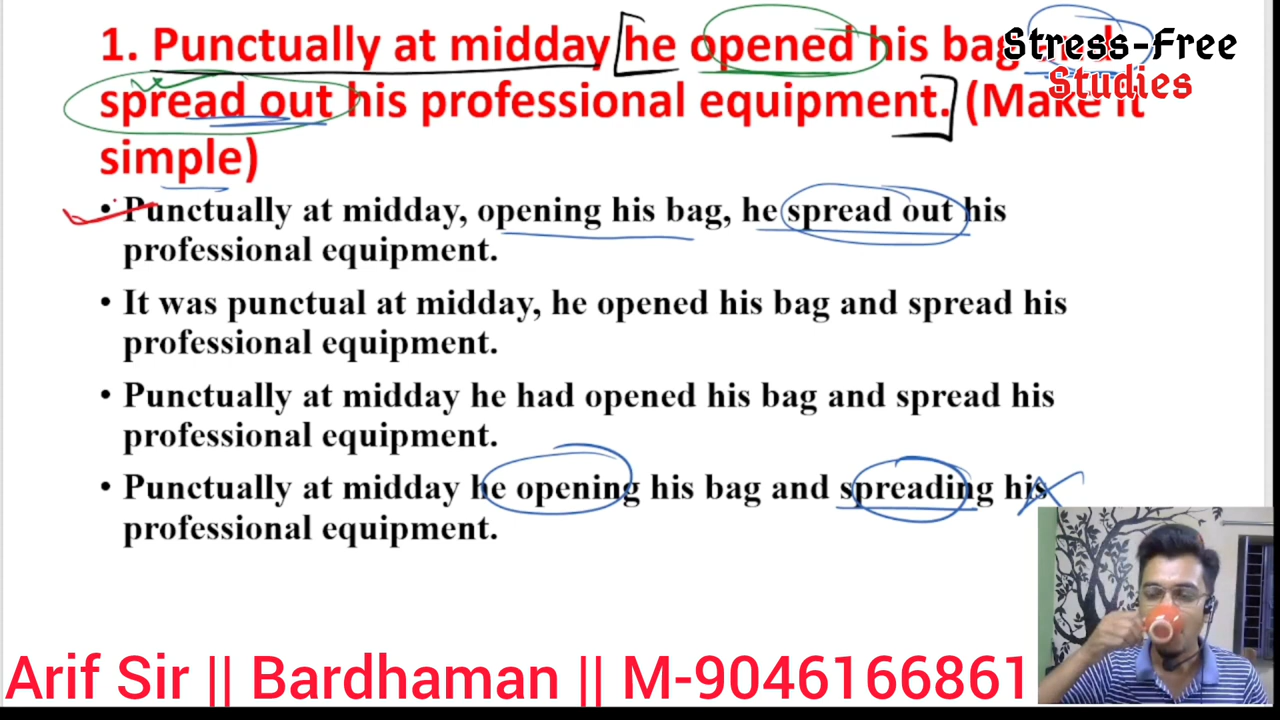 1. Punctually at midday he opened his bag and
spread out his professional equipment. (Make it
simple)
Stress-Free
Studies
• Punctually at midday, opening his bag, he spread out his
professional equipment.
• It was punctual at midday, he opened his bag and spread his
professional equipment.
• Punctually at midday he had opened his bag and spread his
professional equipment.
• Punctually at midday he opening his bag and spreading his
professional equipment.
Arif Sir || Bardhaman || M-9046166861